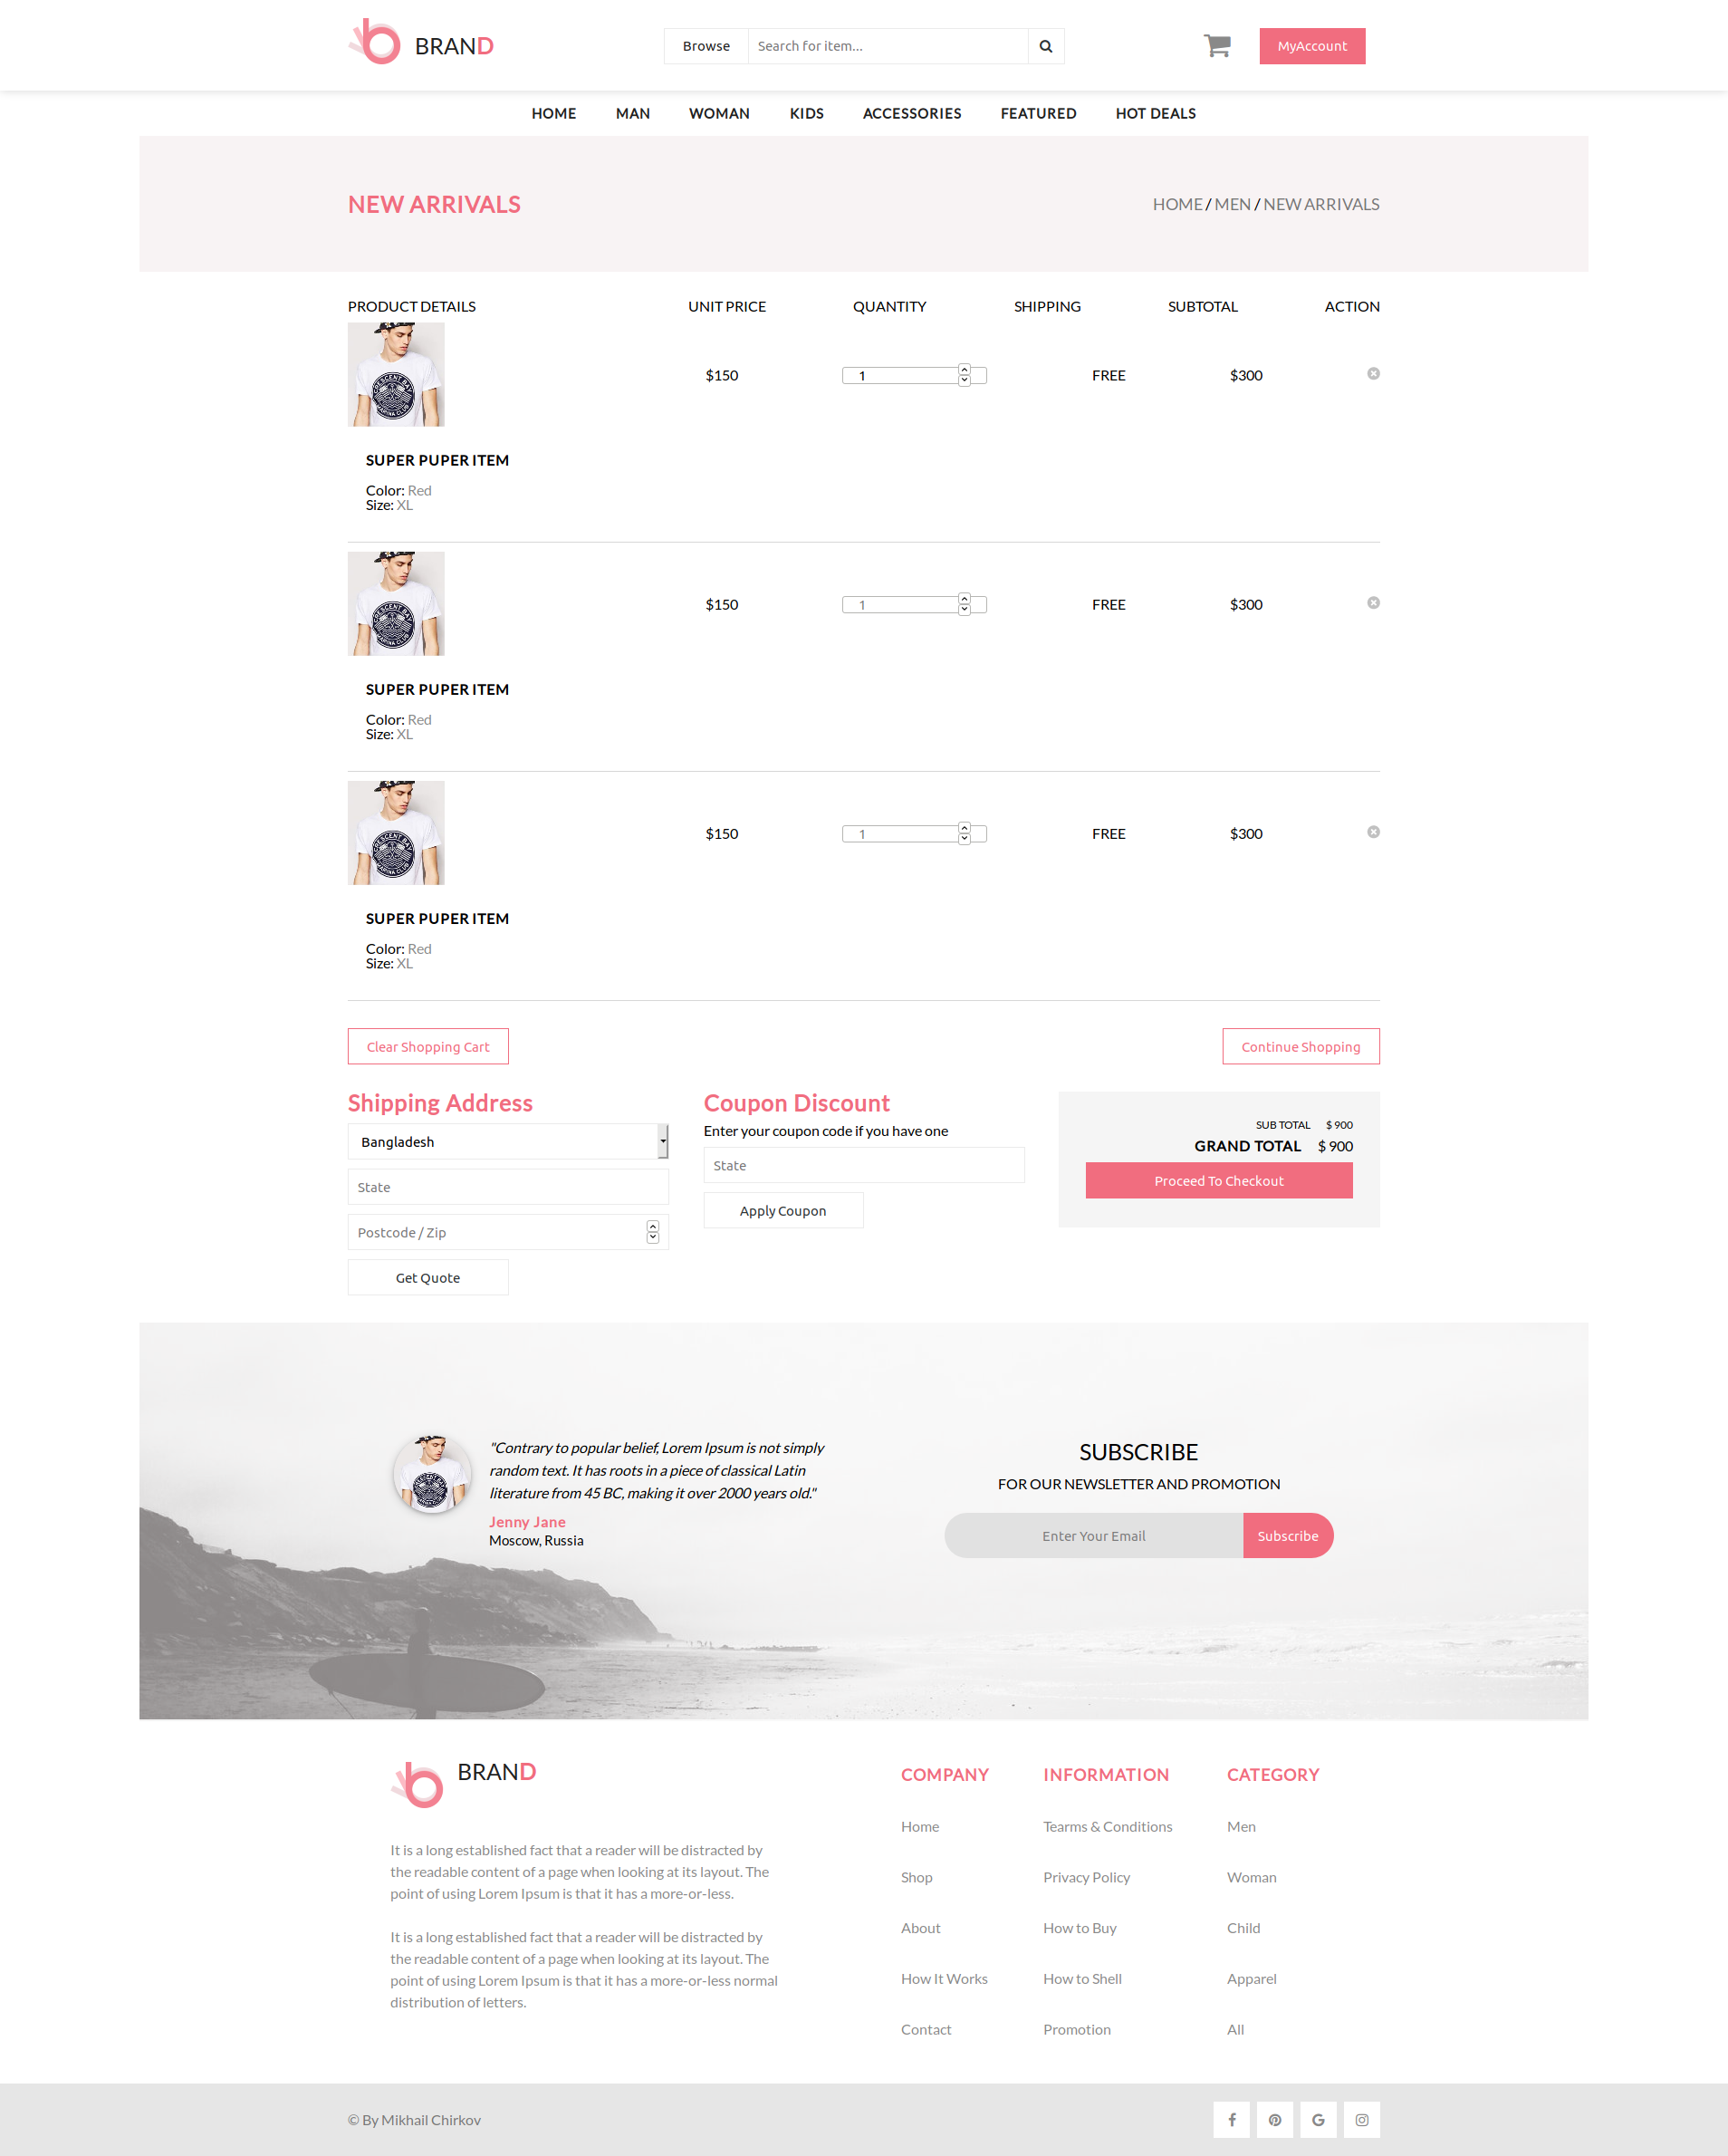 BRAND
Browse
Search for item...
MyAccount
HOME MAN WOMAN KIDS ACCESSORIES FEATURED HOT DEALS
NEW ARRIVALS
HOME / MEN / NEW ARRIVALS
PRODUCT DETAILS UNIT PRICE QUANTITY SHIPPING SUBTOTAL ACTION
$150 1 FREE $300
SUPER PUPER ITEM
Color: Red
Size: XL
$150 1 FREE $300
SUPER PUPER ITEM
Color: Red
Size: XL
$150 1 FREE $300
SUPER PUPER ITEM
Color: Red
Size: XL
Clear Shopping Cart
Continue Shopping
Shipping Address
Bangladesh
State
Postcode / Zip
Get Quote
Coupon Discount
Enter your coupon code if you have one
State
Apply Coupon
SUB TOTAL $ 900
GRAND TOTAL $ 900
Proceed To Checkout
"Contrary to popular belief, Lorem Ipsum is not simply
random text. It has roots in a piece of classical Latin
literature from 45 BC, making it over 2000 years old."
Jenny Jane
Moscow, Russia
SUBSCRIBE
FOR OUR NEWSLETTER AND PROMOTION
Enter Your Email
Subscribe
BRAND
It is a long established fact that a reader will be distracted by
the readable content of a page when looking at its layout. The
point of using Lorem Ipsum is that it has a more-or-less.
It is a long established fact that a reader will be distracted by
the readable content of a page when looking at its layout. The
point of using Lorem Ipsum is that it has a more-or-less normal
distribution of letters.
COMPANY
Home
Shop
About
How It Works
Contact
INFORMATION
Tearms & Conditions
Privacy Policy
How to Buy
How to Shell
Promotion
CATEGORY
Men
Woman
Child
Apparel
All
© By Mikhail Chirkov